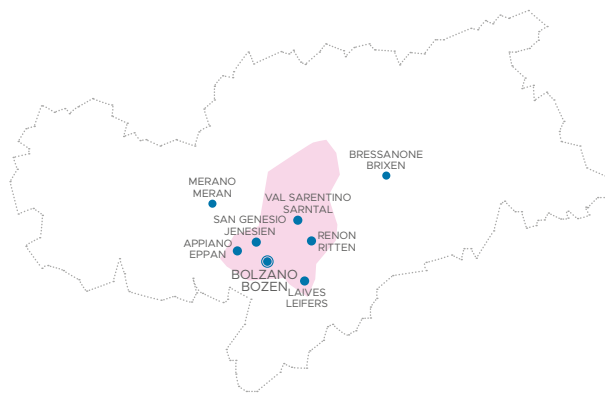 BRESSANONE
BRIXEN
MERANO
MERAN
VAL SARENTINO
SARNTAL
SAN GENESIO
JENESIEN
RENON
RITTEN
APPIANO
EPPAN
BOLZANO
BOZEN
LAIVES
LEIFERS